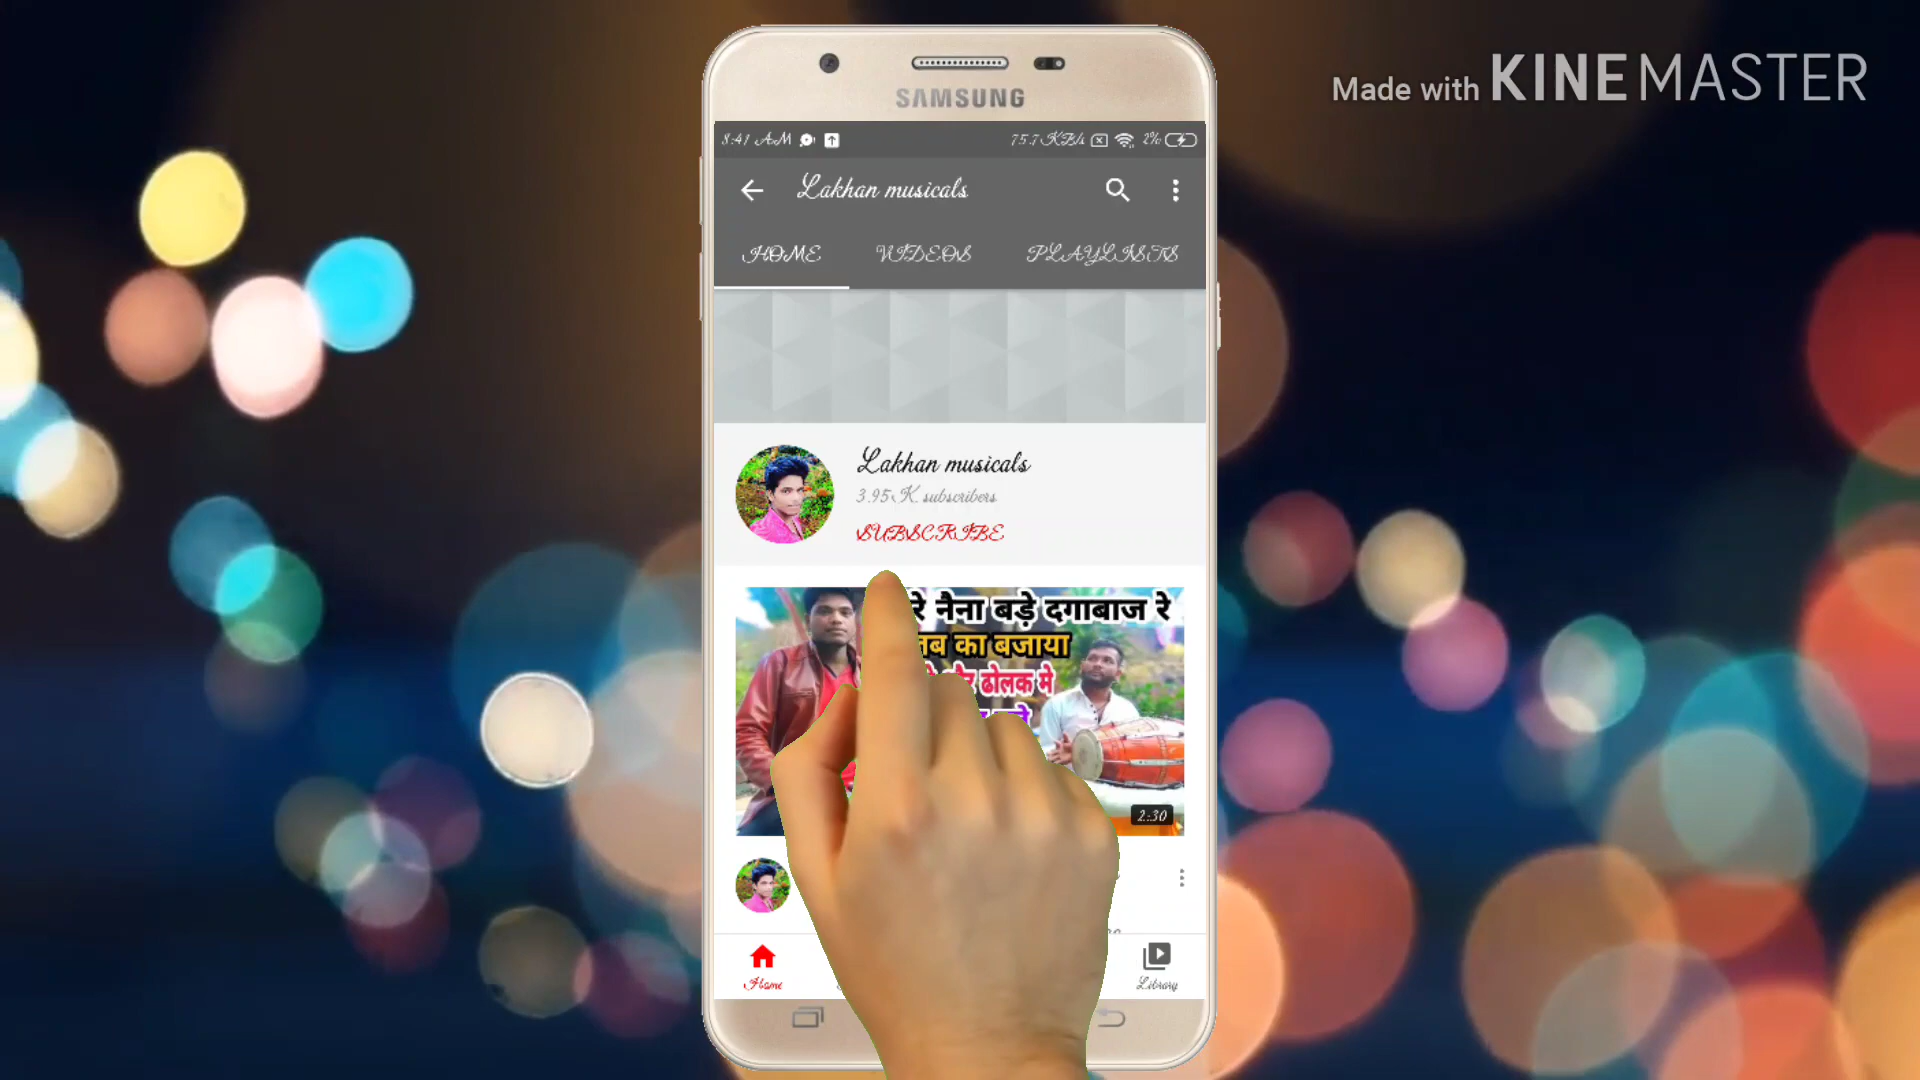 Made with KINEMASTER
SAMSUNG
8:41 AM 75.7 KB/s 2%
Lakhan musicals
HOME VIDEOS PLAYLISTS
Lakhan musicals
3.95K subscribers
SUBSCRIBE
रे नैना बड़े दगाबाज रे
का बजाया
ढोलक मे
2:30
Home Library